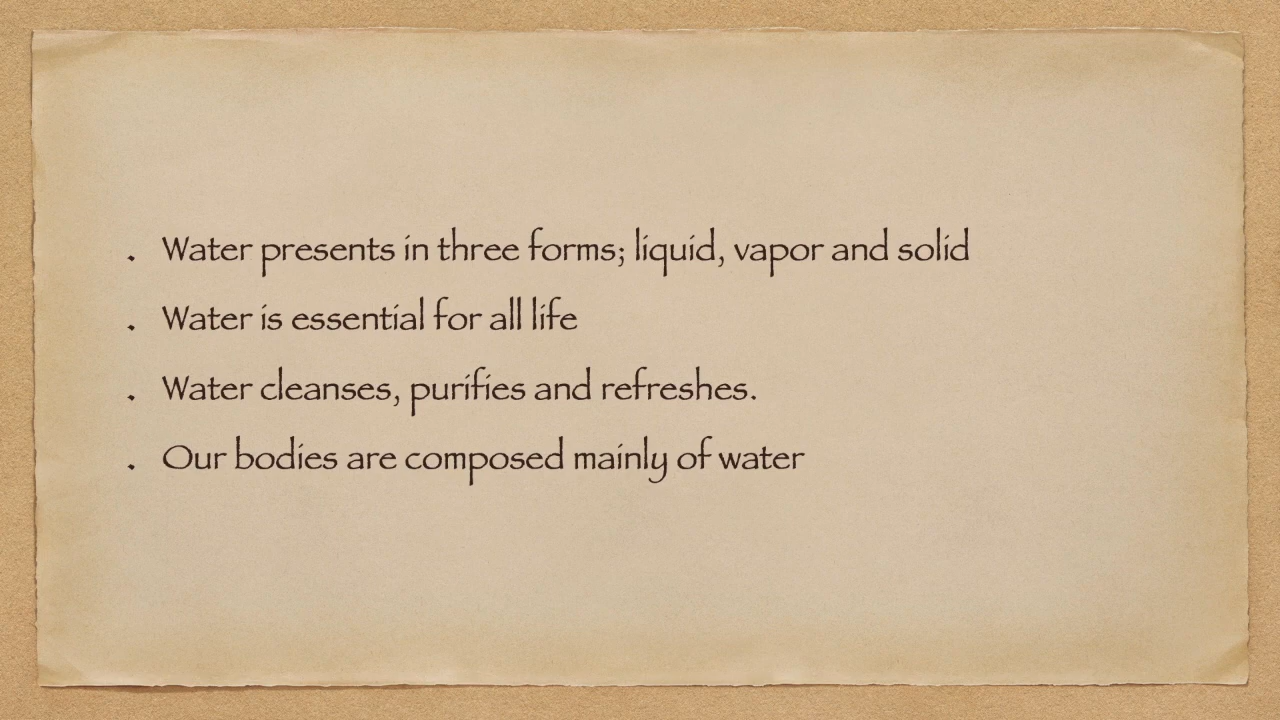 . Water presents in three forms; liquid, vapor and solid
. Water is essential for all life
. Water cleanses, purifies and refreshes.
. Our bodies are composed mainly of water